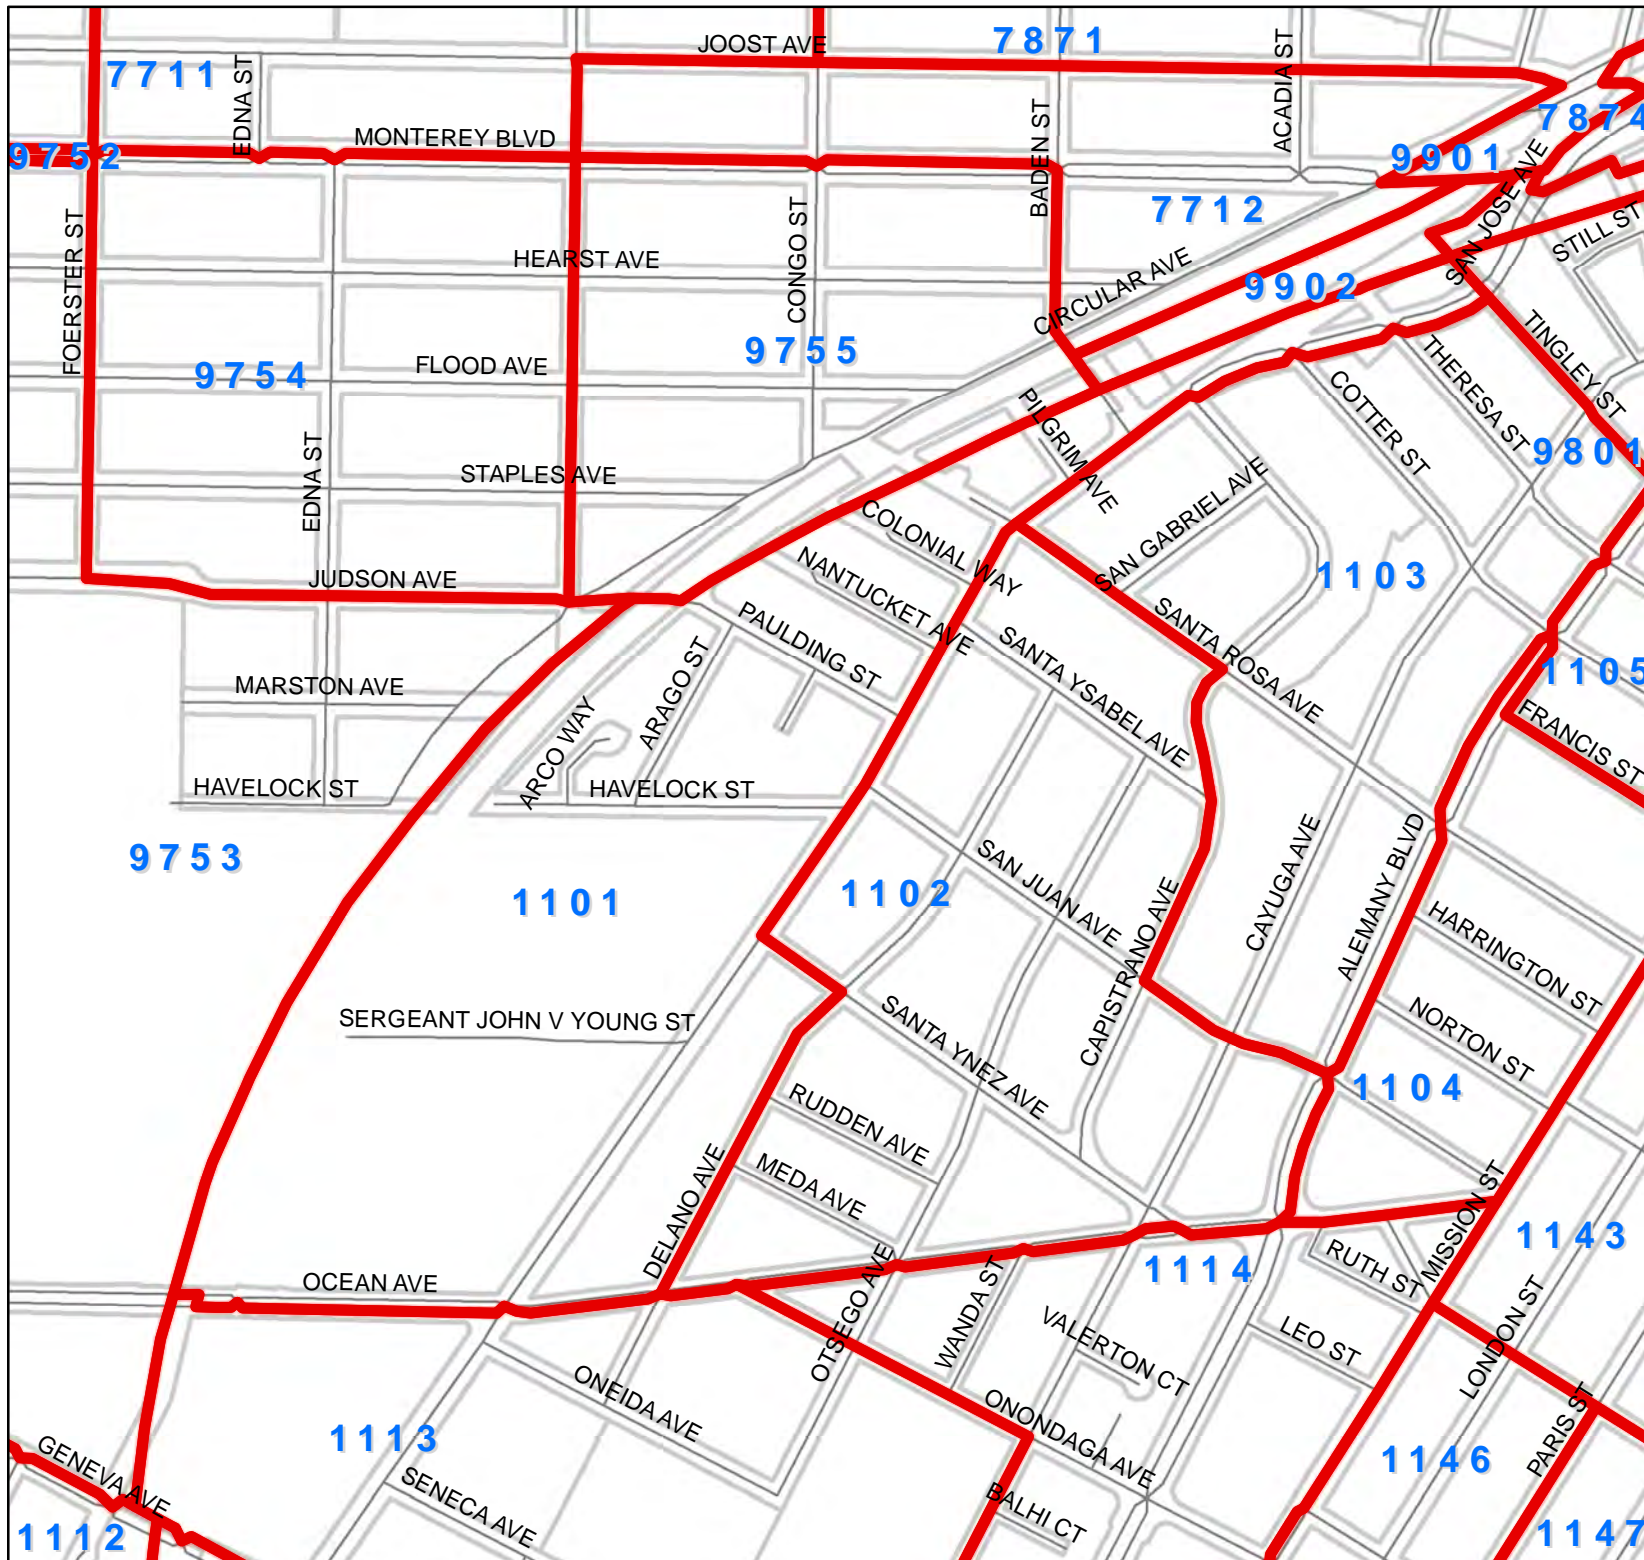 JOOST AVE
7871
ACADIA ST
7711
EDNA ST
7874
MONTEREY BLVD
BADEN ST
9752
9901
SAN JOSE AVE
7712
STILL ST
FOERSTER ST
CONGO ST
HEARST AVE
CIRCULAR AVE
9902
9755
FLOOD AVE
9754
TINGLEY ST
THERESA ST
COTTER ST
PILGRIM AVE
9801
EDNA ST
STAPLES AVE
SAN GABRIEL AVE
COLONIAL WAY
NANTUCKET AVE
1103
JUDSON AVE
PAULDING ST
SANTA ROSA AVE
SANTA YSABEL AVE
ARAGO ST
1105
MARSTON AVE
FRANCIS ST
ARCO WAY
HAVELOCK ST
HAVELOCK ST
9753
1101
1102
SAN JUAN AVE
CAPISTRANO AVE
CAYUGA AVE
ALEMANY BLVD
HARRINGTON ST
SERGEANT JOHN V YOUNG ST
SANTA YNEZ AVE
NORTON ST
1104
RUDDEN AVE
MEDA AVE
DELANO AVE
MISSION ST
1143
OCEAN AVE
OTSEGO AVE
WANDA ST
1114
RUTH ST
LONDON ST
VALERTON CT
LEO ST
ONEIDA AVE
ONONDAGA AVE
PARIS ST
1113
1146
GENEVA AVE
SENECA AVE
BALHI CT
1112
1147